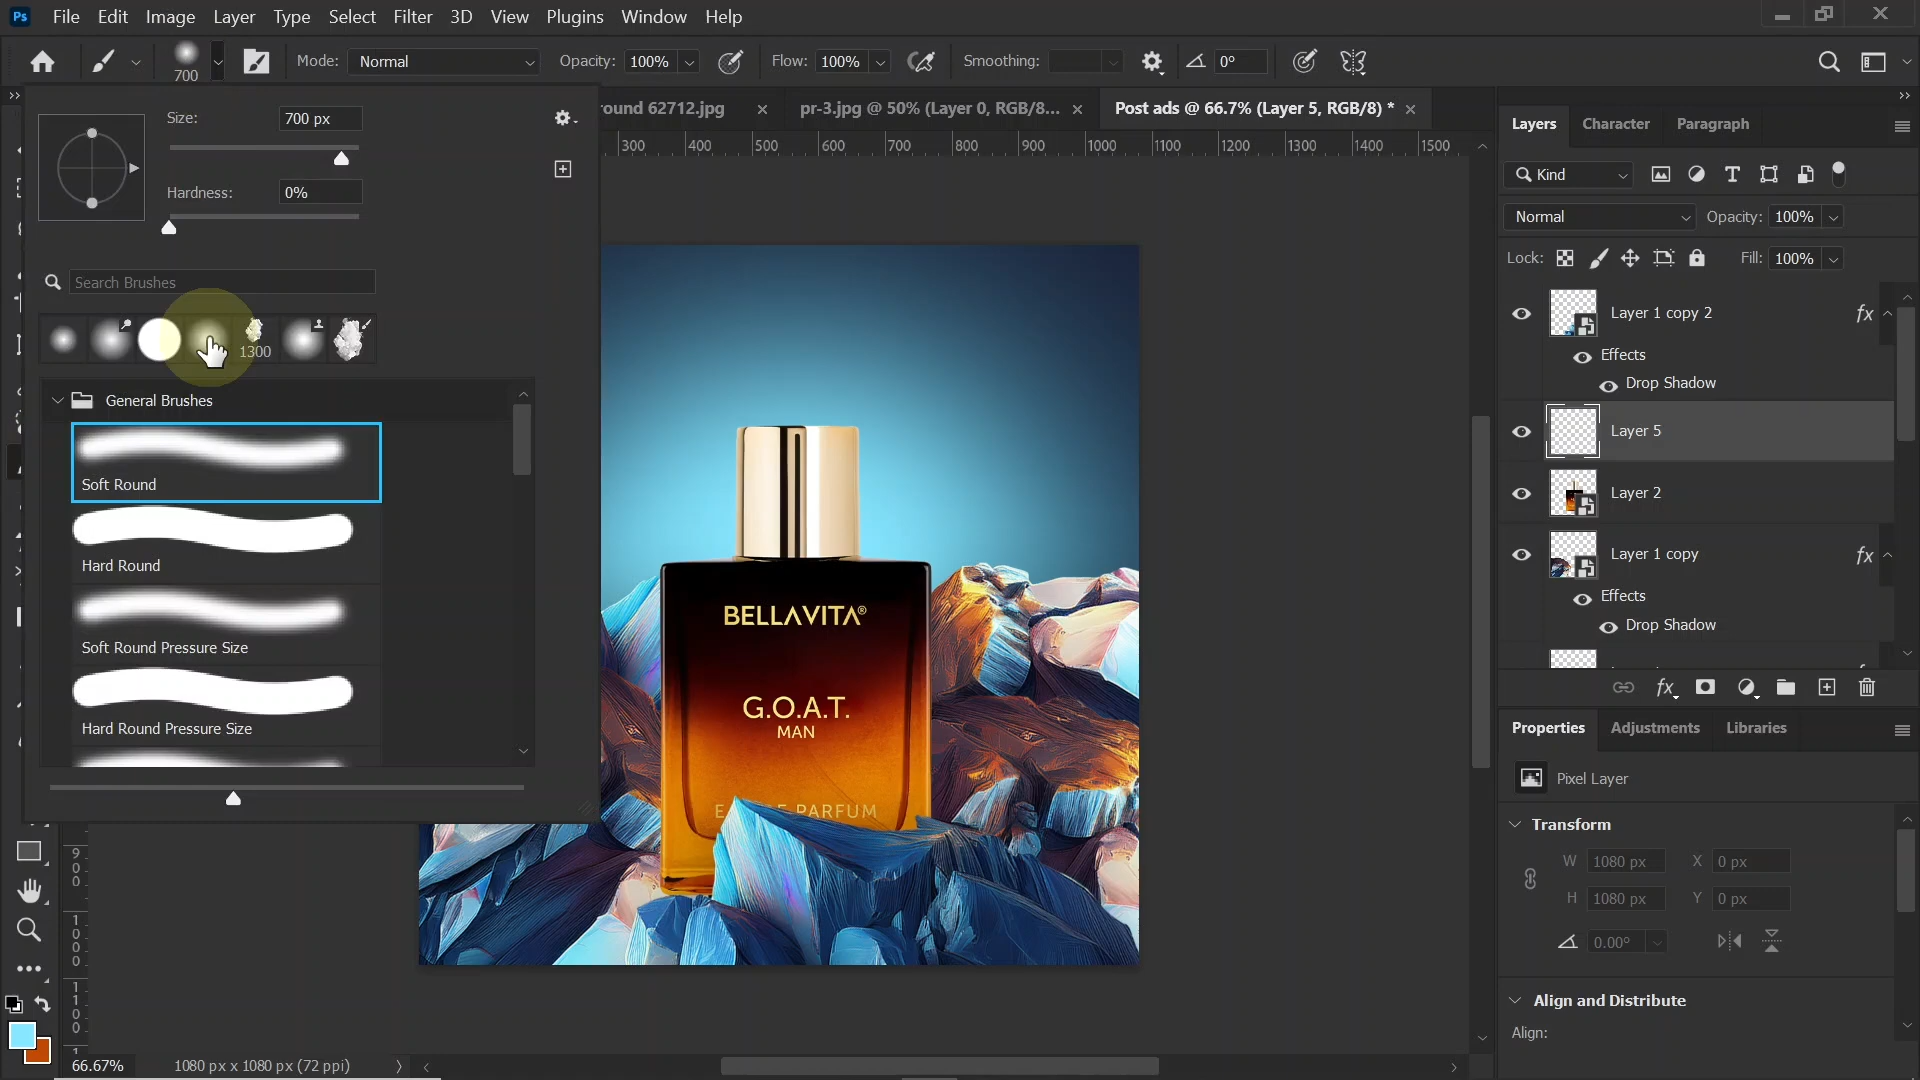 Ps File Edit Image Layer Type Select Filter 3D View Plugins Window Help
700 Mode: Normal Opacity: 100% Flow: 100% Smoothing: 0°
round 62712.jpg pr-3.jpg @ 50% (Layer 0, RGB/8... Post ads @ 66.7% (Layer 5, RGB/8) *
300 400 500 600 700 800 900 1000 1100 1200 1300 1400 1500
Size: 700 px
Hardness: 0%
Search Brushes
1300
General Brushes
Soft Round
Hard Round
Soft Round Pressure Size
Hard Round Pressure Size
BELLAVITA®
G.O.A.T.
MAN
PARFUM
900
1000
1100
66.67% 1080 px x 1080 px (72 ppi)
Layers Character Paragraph
Kind
Normal Opacity: 100%
Lock: Fill: 100%
Layer 1 copy 2 fx
Effects
Drop Shadow
Layer 5
Layer 2
Layer 1 copy fx
Effects
Drop Shadow
fx
Properties Adjustments Libraries
Pixel Layer
Transform
W 1080 px X 0 px
H 1080 px Y 0 px
0.00°
Align and Distribute
Align: